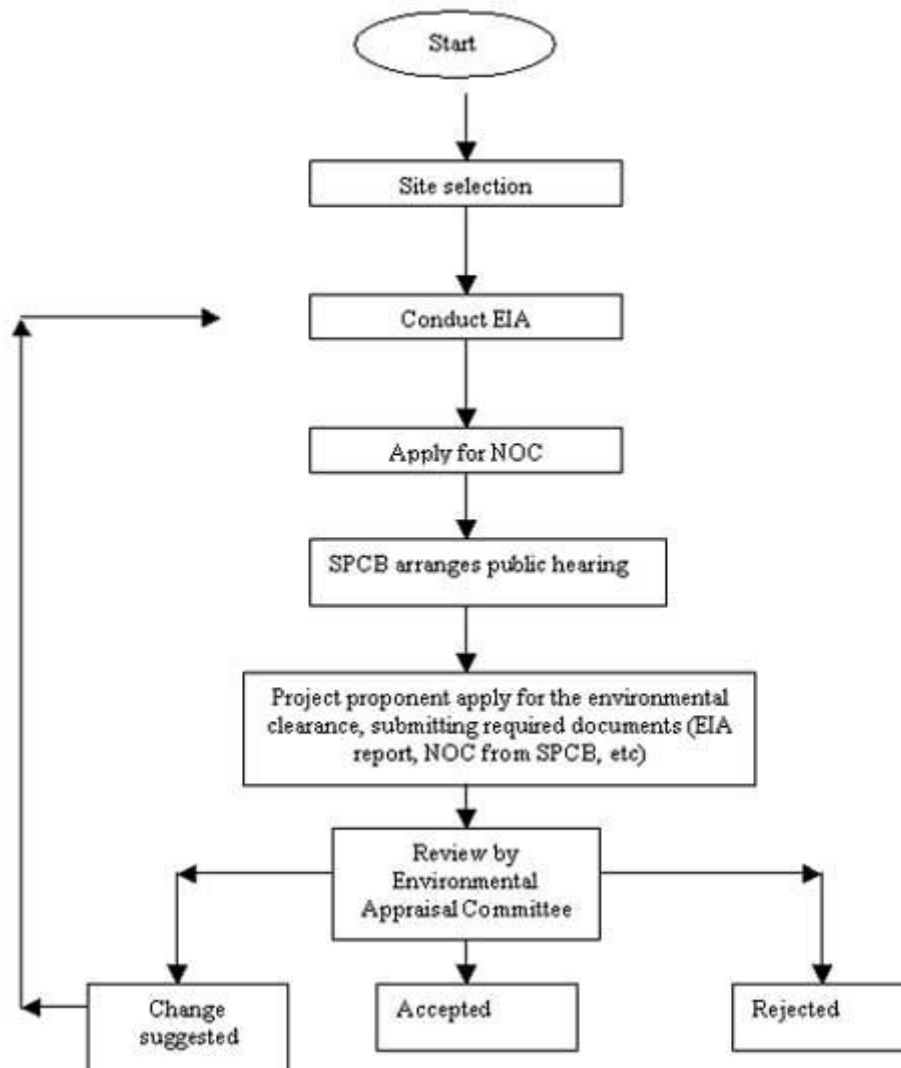 Start
Site selection
Conduct EIA
Apply for NOC
SPCB arranges public hearing
Project proponent apply for the environmental
clearance, submitting required documents (EIA
report, NOC from SPCB, etc)
Review by
Environmental
Appraisal Committee
Change
suggested
Accepted
Rejected